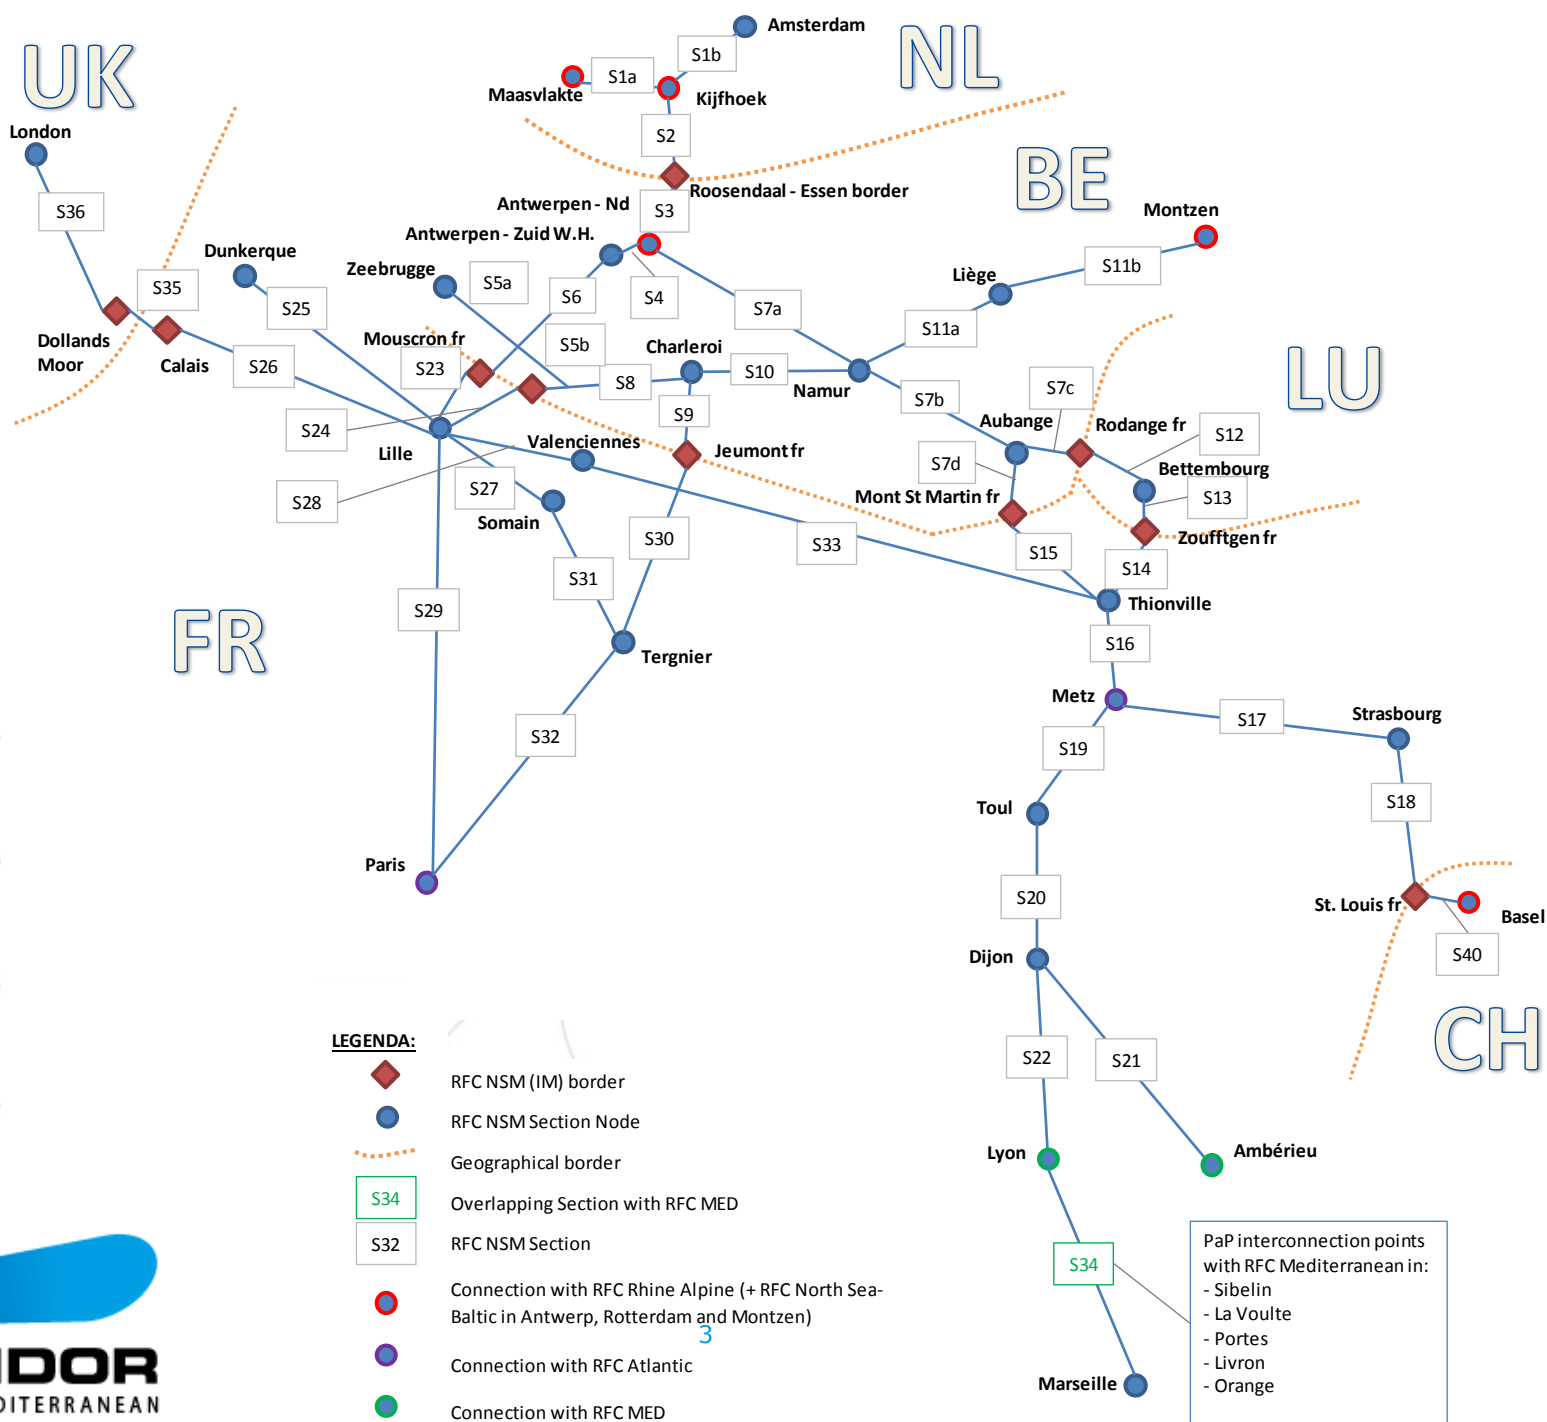 Amsterdam
UK
NL
S1b
S1a
Maasvlakte
Kijfhoek
London
S2
BE
Roosendaal - Essen border
Antwerpen - Nd
S3
S36
Montzen
Antwerpen - Zuid W.H.
Dunkerque
Zeebrugge
S5a
S11b
Liège
S35
S25
S6
S4
S7a
S11a
Dollands
Moor
Mouscron fr
S5b
Charleroi
LU
Calais
S26
S23
S8
S10
Namur
S7c
S7b
S9
Aubange
Rodange fr
S24
S12
Valenciennes
Lille
Jeumont fr
S7d
Bettembourg
S28
S27
Mont St Martin fr
S13
Somain
S30
S33
S15
Zoufftgen fr
S14
S31
S29
Thionville
FR
S16
Tergnier
Metz
S17
Strasbourg
S32
S19
S18
Toul
Paris
S20
St. Louis fr
Basel
Dijon
S40
CH
LEGENDA:
S22
S21
RFC NSM (IM) border
RFC NSM Section Node
Lyon
Ambérieu
Geographical border
S34
Overlapping Section with RFC MED
S32
RFC NSM Section
S34
PaP interconnection points
with RFC Mediterranean in:
- Sibelin
- La Voulte
- Portes
- Livron
- Orange
Connection with RFC Rhine Alpine (+ RFC North Sea-
Baltic in Antwerp, Rotterdam and Montzen)
3
Connection with RFC Atlantic
Marseille
Connection with RFC MED
IDOR
DITERRANEAN